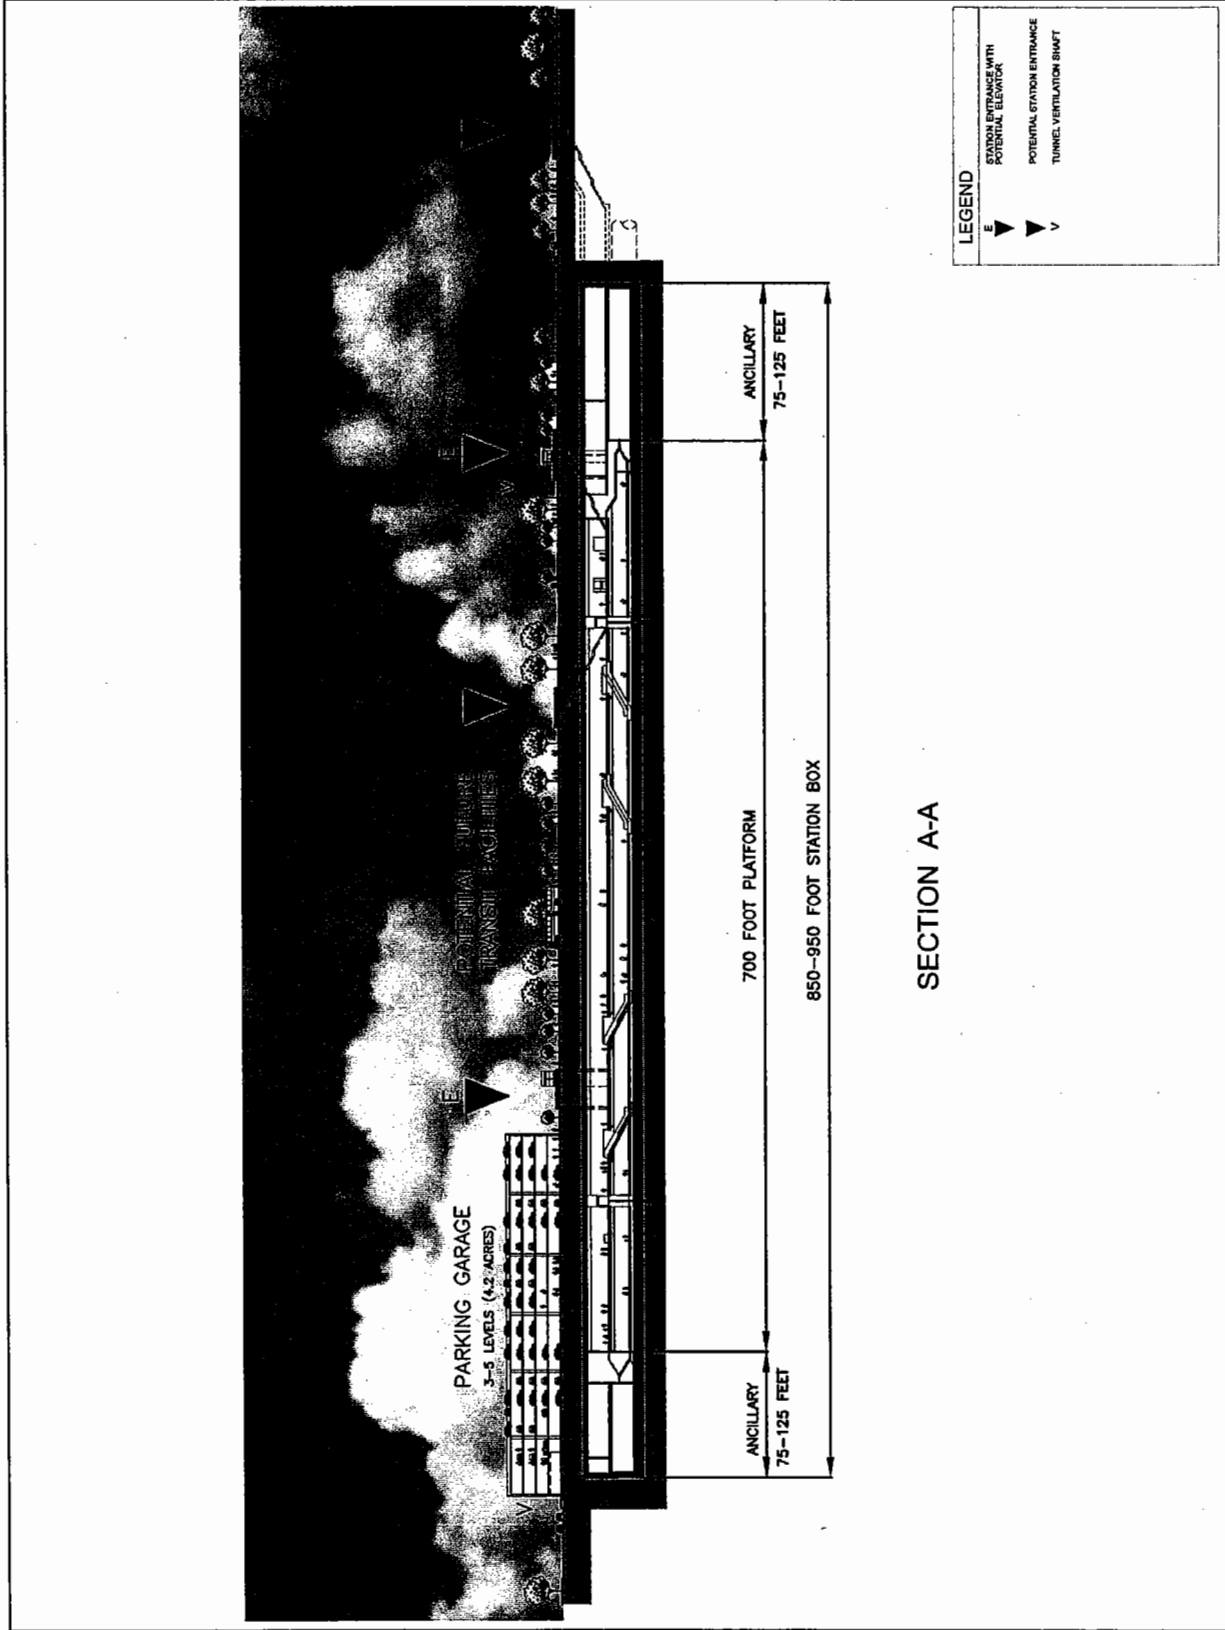 PARKING GARAGE
3-5 LEVELS (4.2 ACRES)
V
E
POTENTIAL FUTURE
TRANSIT FACILITIES
E
V
ANCILLARY
75-125 FEET
700 FOOT PLATFORM
ANCILLARY
75-125 FEET
850-950 FOOT STATION BOX
SECTION A-A
LEGEND
E
STATION ENTRANCE WITH
POTENTIAL ELEVATOR
POTENTIAL STATION ENTRANCE
V
TUNNEL VENTILATION SHAFT